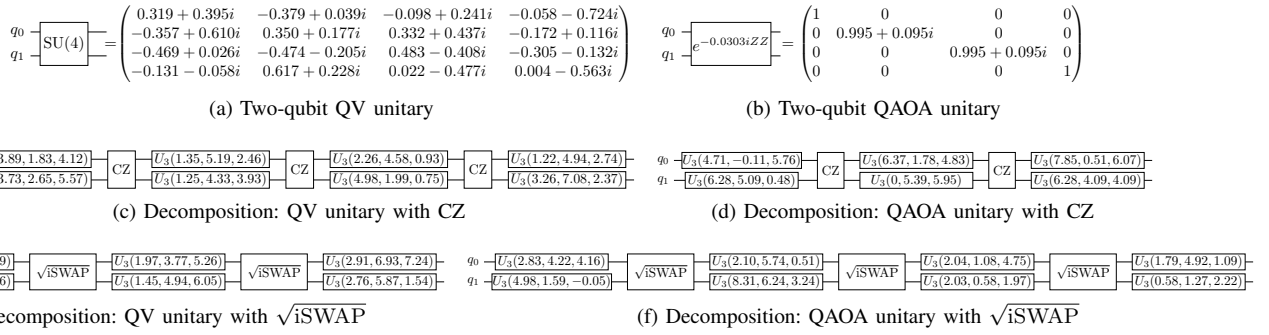 q0 q1 SU(4) = ( 0.319 + 0.395i −0.379 + 0.039i −0.098 + 0.241i −0.058 − 0.724i
−0.357 + 0.610i 0.350 + 0.177i 0.332 + 0.437i −0.172 + 0.116i
−0.469 + 0.026i −0.474 − 0.205i 0.483 − 0.408i −0.305 − 0.132i
−0.131 − 0.058i 0.617 + 0.228i 0.022 − 0.477i 0.004 − 0.563i )
(a) Two-qubit QV unitary
q0 q1 e^{−0.0303iZZ} = ( 1 0 0 0
0 0.995 + 0.095i 0 0
0 0 0.995 + 0.095i 0
0 0 0 1 )
(b) Two-qubit QAOA unitary
3.89, 1.83, 4.12) CZ U3(1.35, 5.19, 2.46) CZ U3(2.26, 4.58, 0.93) CZ U3(1.22, 4.94, 2.74)
3.73, 2.65, 5.57) U3(1.25, 4.33, 3.93) U3(4.98, 1.99, 0.75) U3(3.26, 7.08, 2.37)
(c) Decomposition: QV unitary with CZ
q0 U3(4.71, −0.11, 5.76) CZ U3(6.37, 1.78, 4.83) CZ U3(7.85, 0.51, 6.07)
q1 U3(6.28, 5.09, 0.48) U3(0, 5.39, 5.95) U3(6.28, 4.09, 4.09)
(d) Decomposition: QAOA unitary with CZ
9) √iSWAP U3(1.97, 3.77, 5.26) √iSWAP U3(2.91, 6.93, 7.24)
6) U3(1.45, 4.94, 6.05) U3(2.76, 5.87, 1.54)
ecomposition: QV unitary with √iSWAP
q0 U3(2.83, 4.22, 4.16) √iSWAP U3(2.10, 5.74, 0.51) √iSWAP U3(2.04, 1.08, 4.75) √iSWAP U3(1.79, 4.92, 1.09)
q1 U3(4.98, 1.59, −0.05) U3(8.31, 6.24, 3.24) U3(2.03, 0.58, 1.97) U3(0.58, 1.27, 2.22)
(f) Decomposition: QAOA unitary with √iSWAP